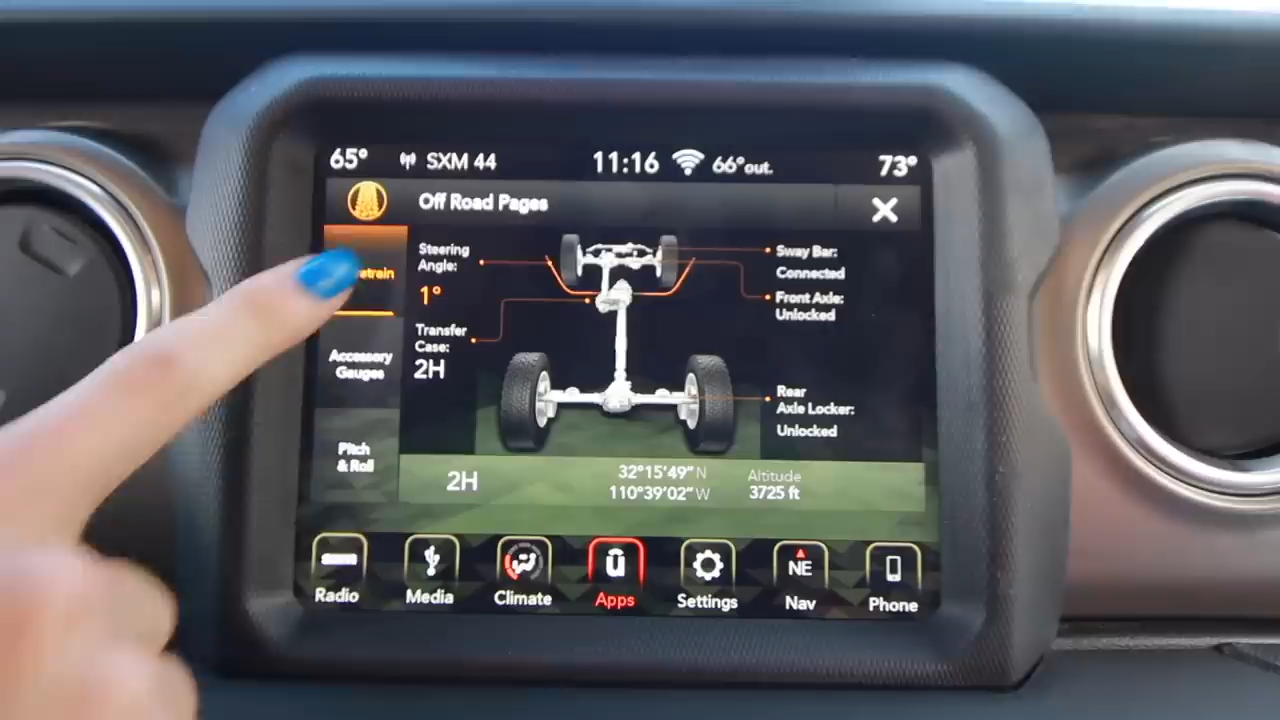 65° SXM 44 11:16 66°out. 73°
Off Road Pages
Steering
Angle:
1°
Transfer
Case:
2H
Sway Bar:
Connected
Front Axle:
Unlocked
Rear
Axle Locker:
Unlocked
Accessory
Gauges
Pitch
& Roll
2H
32°15'49"N
110°39'02"W
Altitude
3725 ft
Radio
Media
Climate
Apps
Settings
NE
Nav
Phone